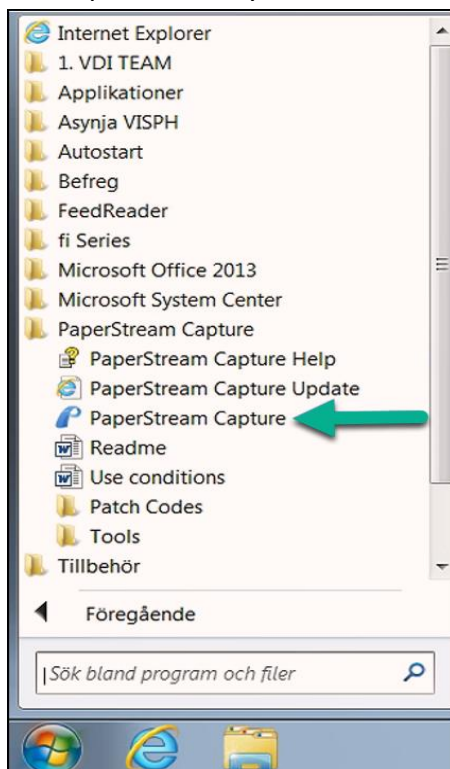 Internet Explorer
1. VDI TEAM
Applikationer
Asynja VISPH
Autostart
Befreg
FeedReader
fi Series
Microsoft Office 2013
Microsoft System Center
PaperStream Capture
PaperStream Capture Help
PaperStream Capture Update
PaperStream Capture
Readme
Use conditions
Patch Codes
Tools
Tillbehör
Föregående
Sök bland program och filer